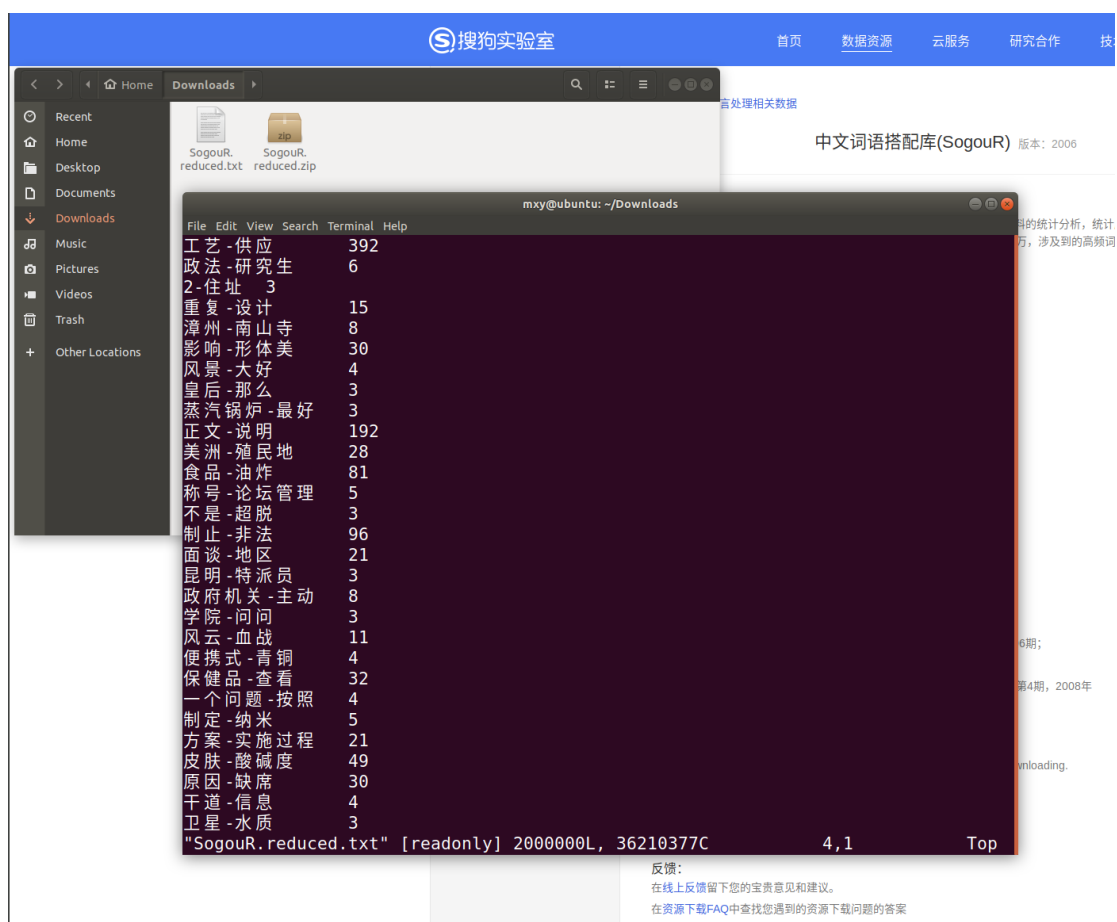 搜狗实验室
首页 数据资源 云服务 研究合作
Home Downloads
言处理相关数据
中文词语搭配库(SogouR) 版本：2006
Recent
Home
Desktop
Documents
Downloads
Music
Pictures
Videos
Trash
+ Other Locations
zip
SogouR.reduced.txt
SogouR.reduced.zip
料的统计分析，统计
万，涉及到的高频词
mxy@ubuntu: ~/Downloads
File Edit View Search Terminal Help
工艺-供应 392
政法-研究生 6
2-住址 3
重复-设计 15
漳州-南山寺 8
影响-形体美 30
风景-大好 4
皇后-那么 3
蒸汽锅炉-最好 3
正文-说明 192
美洲-殖民地 28
食品-油炸 81
称号-论坛管理 5
不是-超脱 3
制止-非法 96
面谈-地区 21
昆明-特派员 3
政府机关-主动 8
学院-问问 3
风云-血战 11
便携式-青铜 4
保健品-查看 32
一个问题-按照 4
制定-纳米 5
方案-实施过程 21
皮肤-酸碱度 49
原因-缺席 30
干道-信息 4
卫星-水质 3
"SogouR.reduced.txt" [readonly] 2000000L, 36210377C 4,1 Top
6期；
第4期，2008年
wnloading.
反馈：
在线上反馈留下您的宝贵意见和建议。
在资源下载FAQ中查找您遇到的资源下载问题的答案